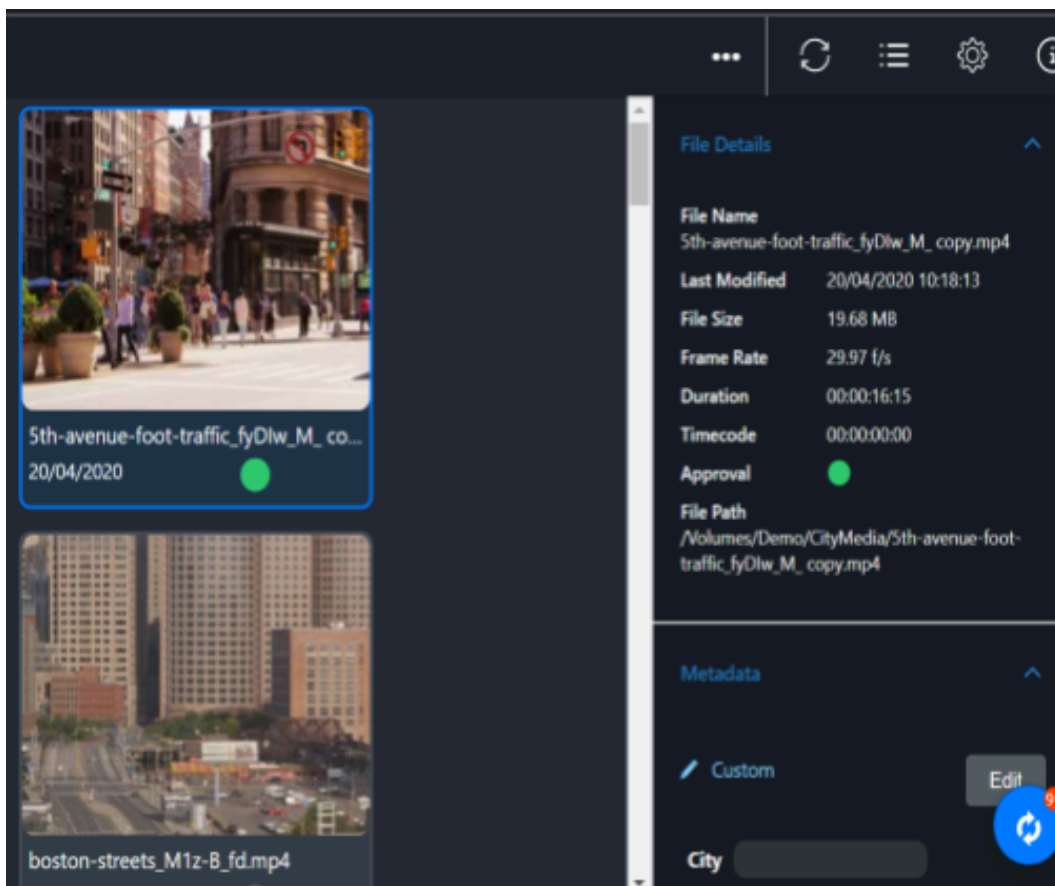 5th-avenue-foot-traffic_fyDlw_M_ co...
20/04/2020
boston-streets_M1z-B_fd.mp4
File Details
File Name
5th-avenue-foot-traffic_fyDlw_M_ copy.mp4
Last Modified 20/04/2020 10:18:13
File Size 19.68 MB
Frame Rate 29.97 f/s
Duration 00:00:16:15
Timecode 00:00:00:00
Approval
File Path
/Volumes/Demo/CityMedia/5th-avenue-foot-
traffic_fyDlw_M_ copy.mp4
Metadata
Custom
Edit
9
City